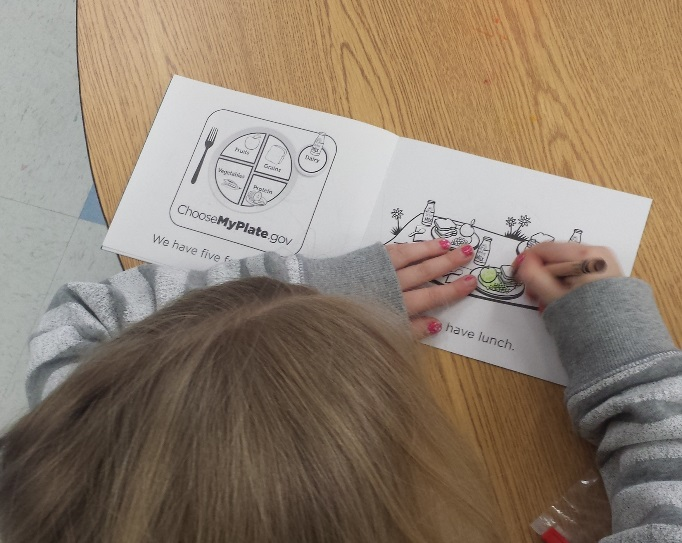 Fruits
Grains
Dairy
Vegetables
Protein
ChooseMyPlate.gov
We have five
have lunch.